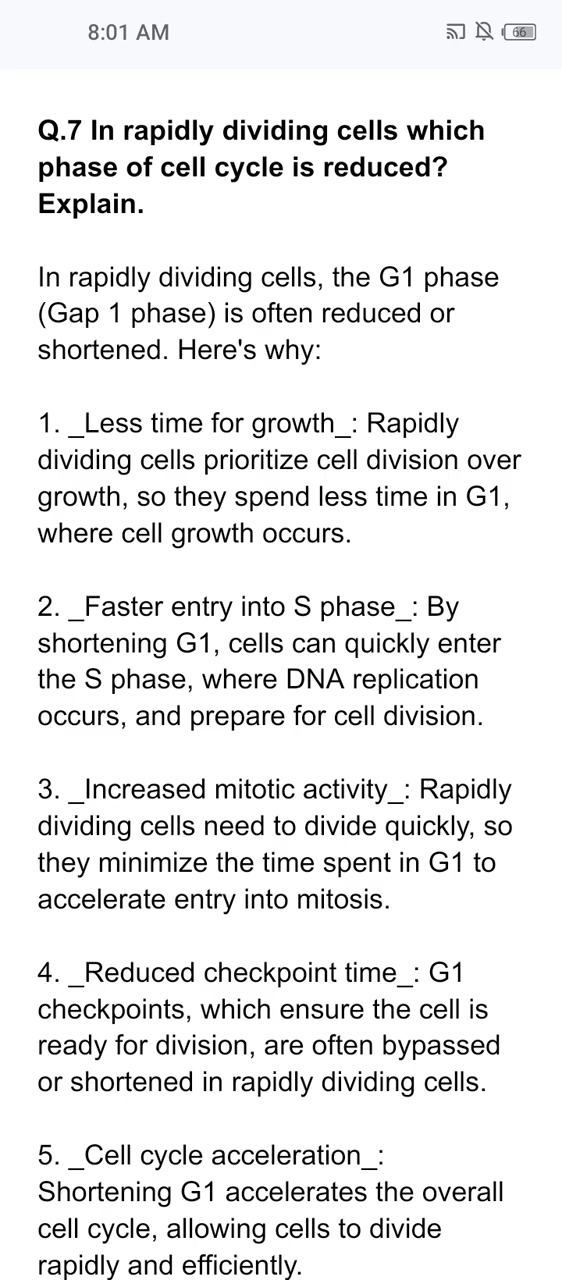 8:01 AM
66
Q.7 In rapidly dividing cells which
phase of cell cycle is reduced?
Explain.
In rapidly dividing cells, the G1 phase
(Gap 1 phase) is often reduced or
shortened. Here's why:
1. _Less time for growth_: Rapidly
dividing cells prioritize cell division over
growth, so they spend less time in G1,
where cell growth occurs.
2. _Faster entry into S phase_: By
shortening G1, cells can quickly enter
the S phase, where DNA replication
occurs, and prepare for cell division.
3. _Increased mitotic activity_: Rapidly
dividing cells need to divide quickly, so
they minimize the time spent in G1 to
accelerate entry into mitosis.
4. _Reduced checkpoint time_: G1
checkpoints, which ensure the cell is
ready for division, are often bypassed
or shortened in rapidly dividing cells.
5. _Cell cycle acceleration_:
Shortening G1 accelerates the overall
cell cycle, allowing cells to divide
rapidly and efficiently.